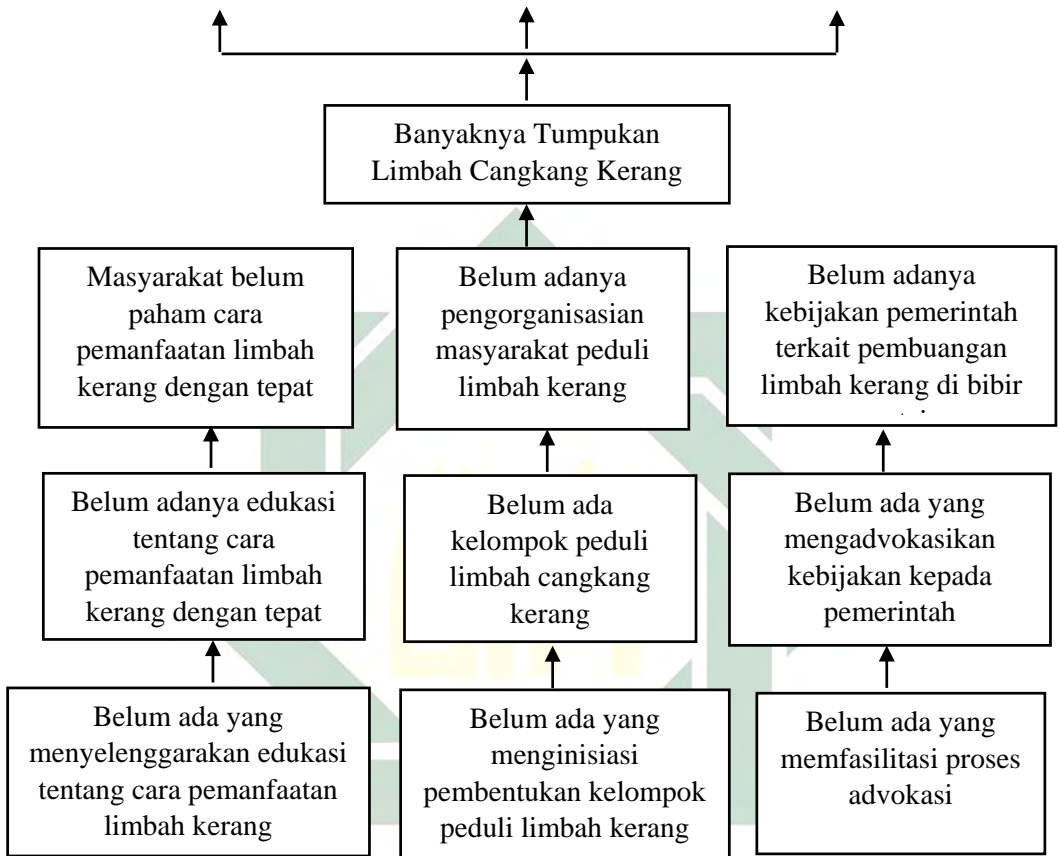 Banyaknya Tumpukan
Limbah Cangkang Kerang
Masyarakat belum
paham cara
pemanfaatan limbah
kerang dengan tepat
Belum adanya
pengorganisasian
masyarakat peduli
limbah kerang
Belum adanya
kebijakan pemerintah
terkait pembuangan
limbah kerang di bibir
Belum adanya edukasi
tentang cara
pemanfaatan limbah
kerang dengan tepat
Belum ada
kelompok peduli
limbah cangkang
kerang
Belum ada yang
mengadvokasikan
kebijakan kepada
pemerintah
Belum ada yang
menyelenggarakan edukasi
tentang cara pemanfaatan
limbah kerang
Belum ada yang
menginisiasi
pembentukan kelompok
peduli limbah kerang
Belum ada yang
memfasilitasi proses
advokasi